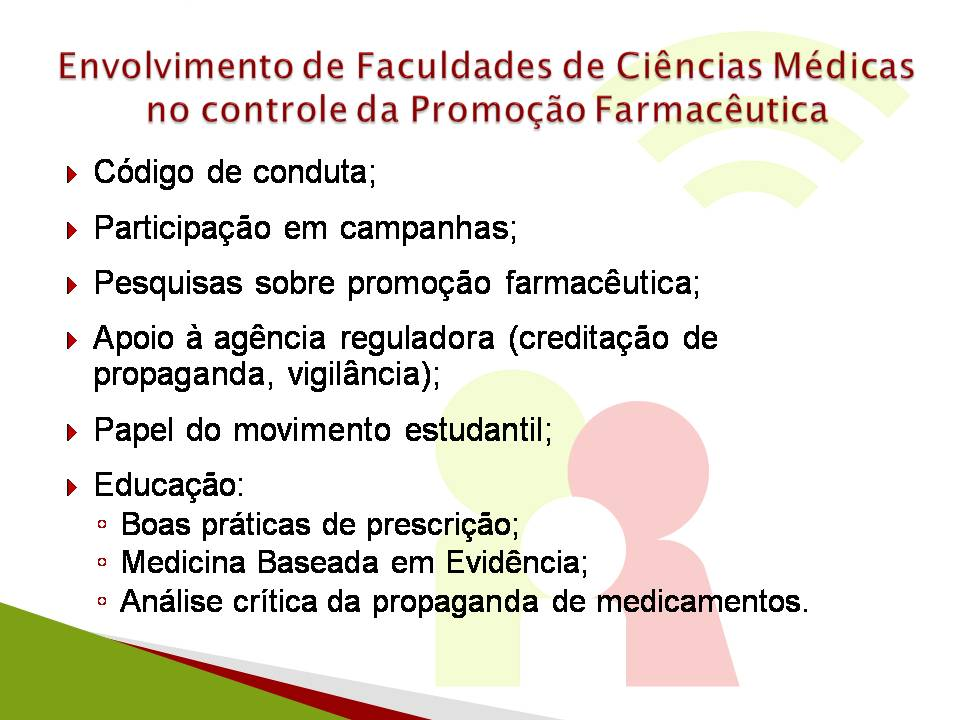 Envolvimento de Faculdades de Ciências Médicas
no controle da Promoção Farmacêutica
Código de conduta;
Participação em campanhas;
Pesquisas sobre promoção farmacêutica;
Apoio à agência reguladora (creditação de
propaganda, vigilância);
Papel do movimento estudantil;
Educação:
Boas práticas de prescrição;
Medicina Baseada em Evidência;
Análise crítica da propaganda de medicamentos.